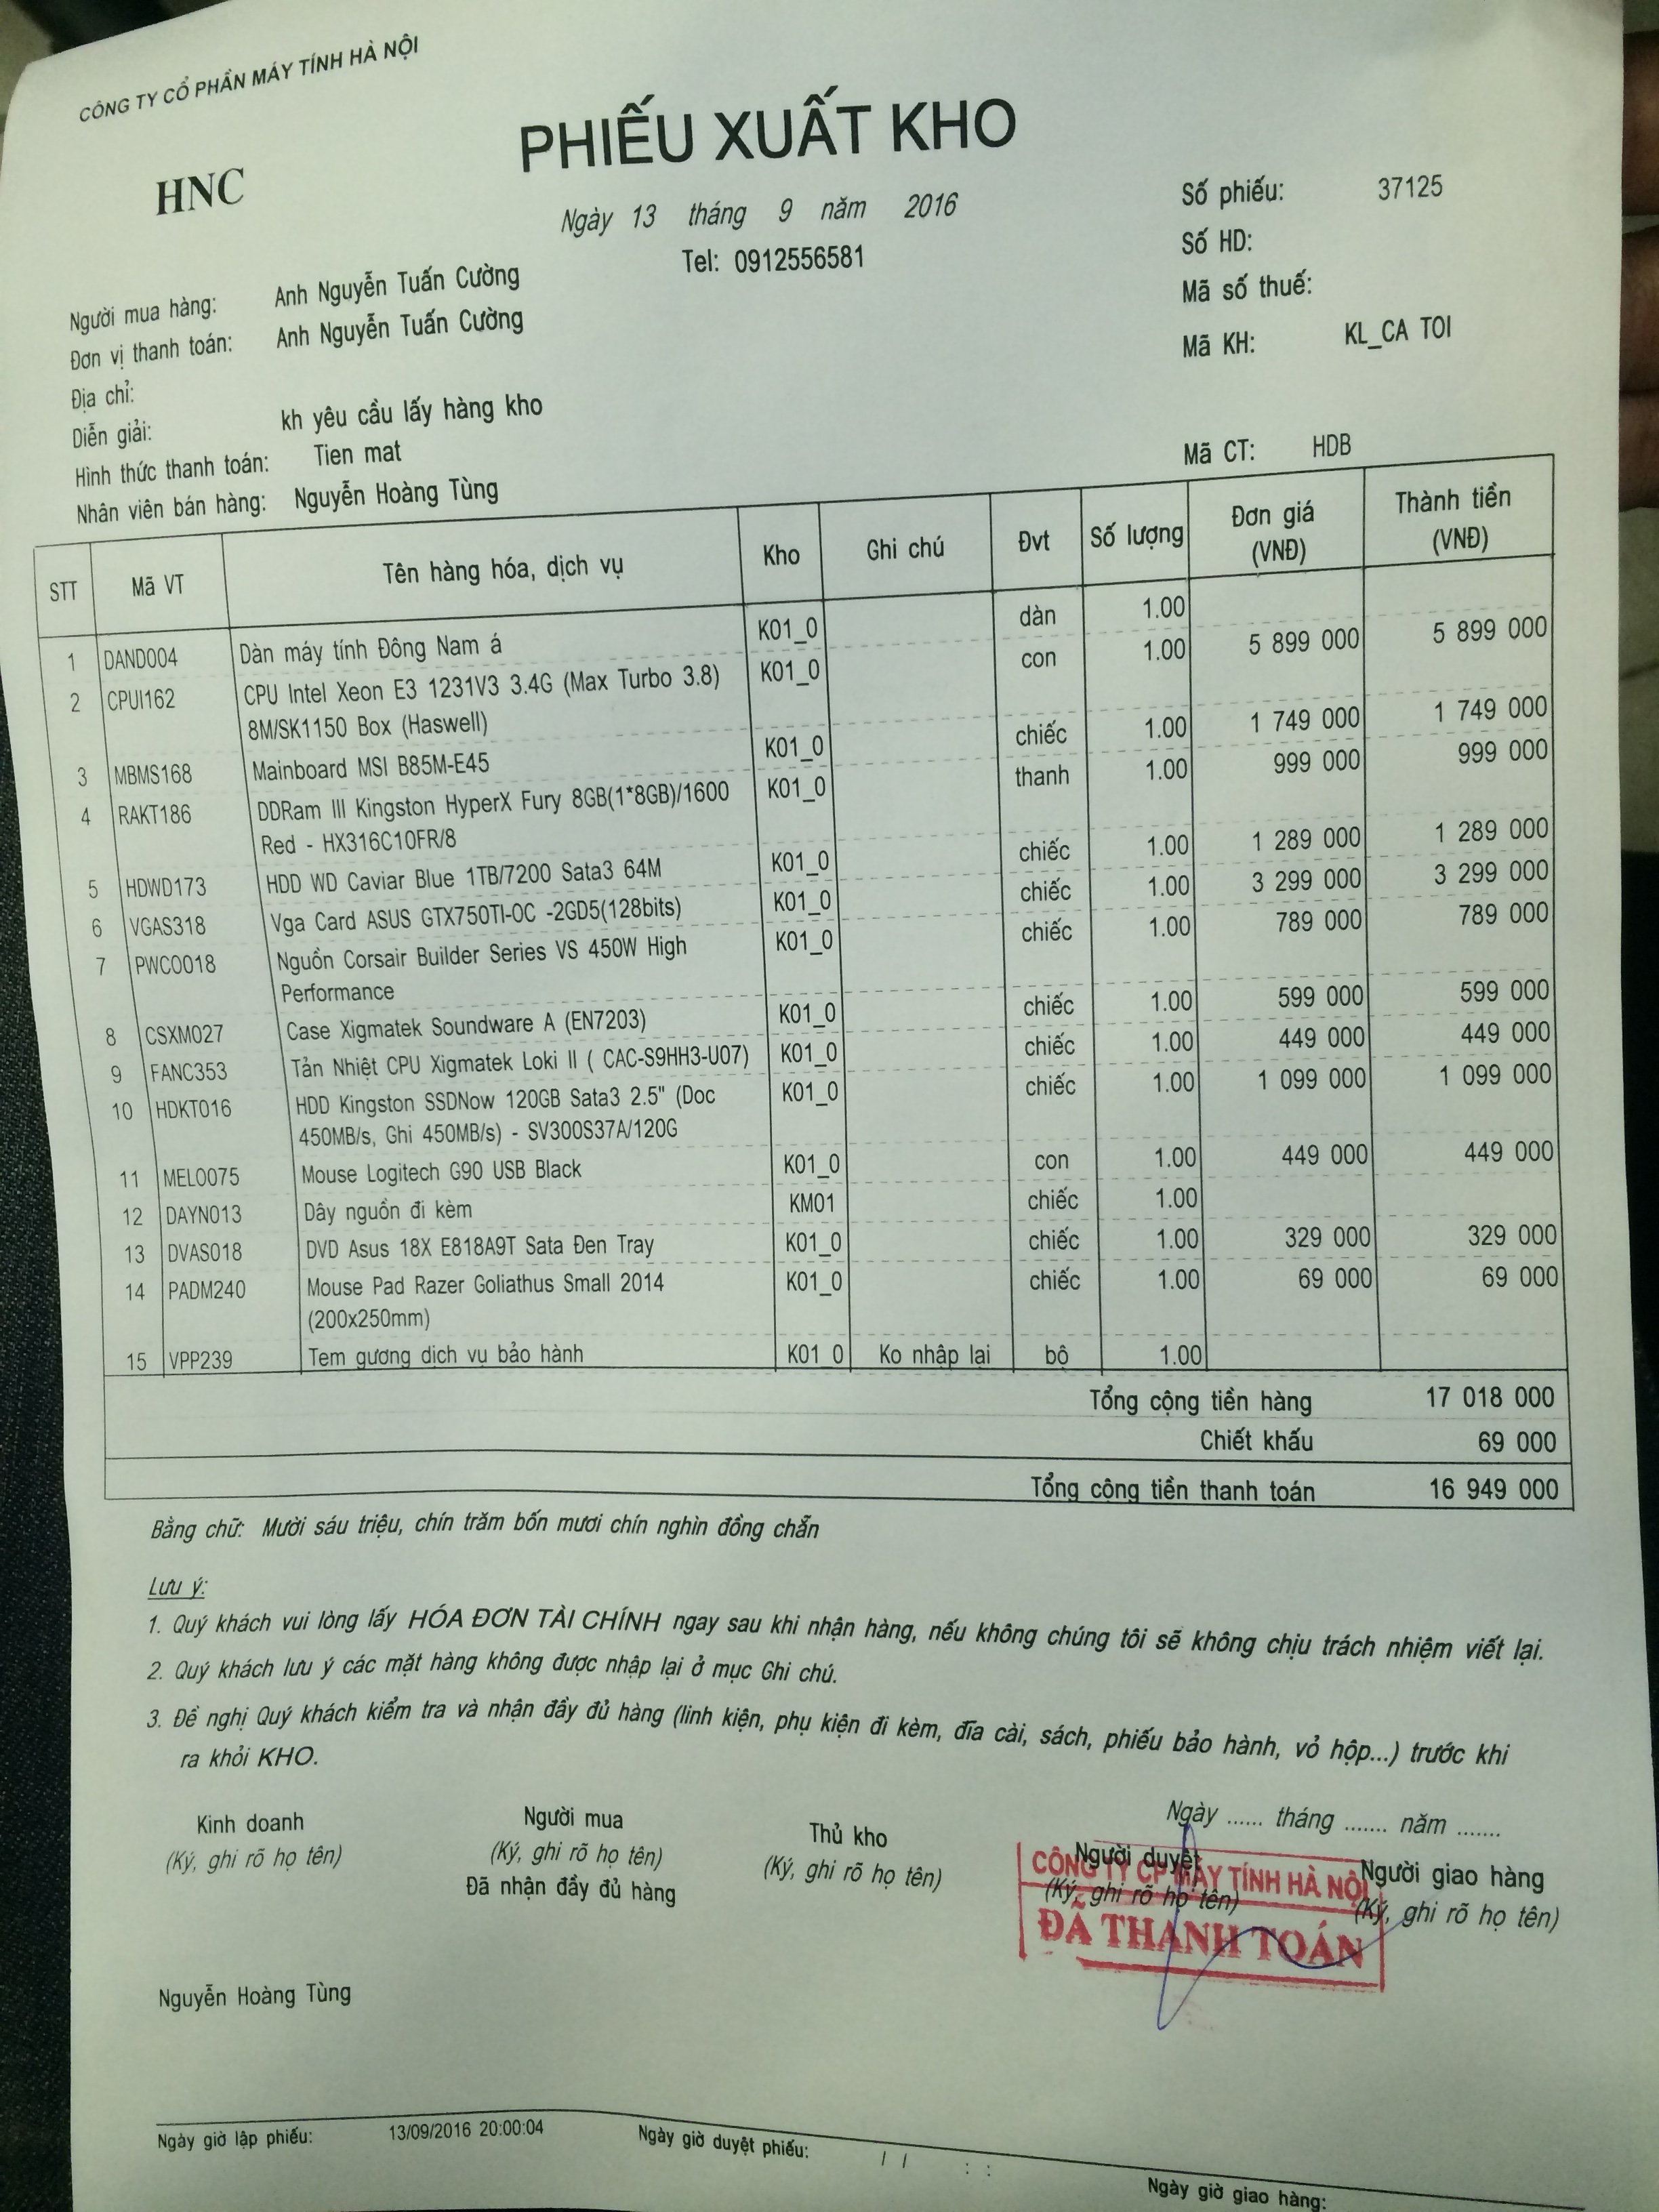 CÔNG TY CỔ PHẦN MÁY TÍNH HÀ NỘI
HNC
PHIẾU XUẤT KHO
Ngày 13 tháng 9 năm 2016
Tel: 0912556581
Số phiếu: 37125
Số HD:
Mã số thuế:
Mã KH: KL_CA TOI
Người mua hàng: Anh Nguyễn Tuấn Cường
Đơn vị thanh toán: Anh Nguyễn Tuấn Cường
Địa chỉ:
Diễn giải: kh yêu cầu lấy hàng kho
Hình thức thanh toán: Tien mat
Nhân viên bán hàng: Nguyễn Hoàng Tùng
Mã CT: HDB
STT Mã VT Tên hàng hóa, dịch vụ Kho Ghi chú Đvt Số lượng Đơn giá (VNĐ) Thành tiền (VNĐ)
1 DAND004 Dàn máy tính Đông Nam á K01_0 dàn 1.00
2 CPUI162 CPU Intel Xeon E3 1231V3 3.4G (Max Turbo 3.8) K01_0 con 1.00 5 899 000 5 899 000
8M/SK1150 Box (Haswell)
3 MBMS168 Mainboard MSI B85M-E45 K01_0 chiếc 1.00 1 749 000 1 749 000
4 RAKT186 DDRam III Kingston HyperX Fury 8GB(1*8GB)/1600 K01_0 thanh 1.00 999 000 999 000
Red - HX316C10FR/8
5 HDWD173 HDD WD Caviar Blue 1TB/7200 Sata3 64M K01_0 chiếc 1.00 1 289 000 1 289 000
6 VGAS318 Vga Card ASUS GTX750TI-OC -2GD5(128bits) K01_0 chiếc 1.00 3 299 000 3 299 000
7 PWCO018 Nguồn Corsair Builder Series VS 450W High K01_0 chiếc 1.00 789 000 789 000
Performance
8 CSXM027 Case Xigmatek Soundware A (EN7203) K01_0 chiếc 1.00 599 000 599 000
9 FANC353 Tản Nhiệt CPU Xigmatek Loki II ( CAC-S9HH3-U07) K01_0 chiếc 1.00 449 000 449 000
10 HDKT016 HDD Kingston SSDNow 120GB Sata3 2.5" (Doc K01_0 chiếc 1.00 1 099 000 1 099 000
450MB/s, Ghi 450MB/s) - SV300S37A/120G
11 MELO075 Mouse Logitech G90 USB Black K01_0 con 1.00 449 000 449 000
12 DAYN013 Dây nguồn đi kèm KM01 chiếc 1.00
13 DVAS018 DVD Asus 18X E818A9T Sata Đen Tray K01_0 chiếc 1.00 329 000 329 000
14 PADM240 Mouse Pad Razer Goliathus Small 2014 K01_0 chiếc 1.00 69 000 69 000
(200x250mm)
15 VPP239 Tem gương dịch vụ bảo hành K01_0 Ko nhập lại bộ 1.00
Tổng cộng tiền hàng 17 018 000
Chiết khấu 69 000
Tổng cộng tiền thanh toán 16 949 000
Bằng chữ: Mười sáu triệu, chín trăm bốn mươi chín nghìn đồng chẵn
Lưu ý:
1. Quý khách vui lòng lấy HÓA ĐƠN TÀI CHÍNH ngay sau khi nhận hàng, nếu không chúng tôi sẽ không chịu trách nhiệm viết lại.
2. Quý khách lưu ý các mặt hàng không được nhập lại ở mục Ghi chú.
3. Đề nghị Quý khách kiểm tra và nhận đầy đủ hàng (linh kiện, phụ kiện đi kèm, đĩa cài, sách, phiếu bảo hành, vỏ hộp...) trước khi
ra khỏi KHO.
Ngày ...... tháng ....... năm .......
Kinh doanh Người mua Thủ kho Người duyệt Người giao hàng
(Ký, ghi rõ họ tên) (Ký, ghi rõ họ tên) (Ký, ghi rõ họ tên) (Ký, ghi rõ họ tên) (Ký, ghi rõ họ tên)
Đã nhận đầy đủ hàng
CÔNG TY CP MÁY TÍNH HÀ NỘI
ĐÃ THANH TOÁN
Nguyễn Hoàng Tùng
Ngày giờ lập phiếu: 13/09/2016 20:00:04 Ngày giờ duyệt phiếu: / / : : Ngày giờ giao hàng: